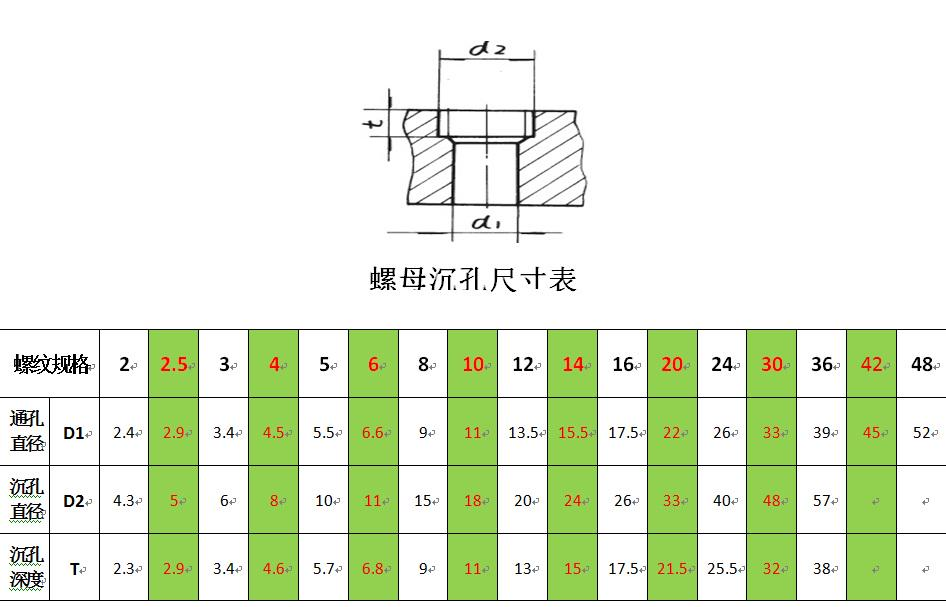 d2
t
d1
螺母沉孔尺寸表
螺纹规格 2 2.5 3 4 5 6 8 10 12 14 16 20 24 30 36 42 48
通孔
直径 D1 2.4 2.9 3.4 4.5 5.5 6.6 9 11 13.5 15.5 17.5 22 26 33 39 45 52
沉孔
直径 D2 4.3 5 6 8 10 11 15 18 20 24 26 33 40 48 57
沉孔
深度 T 2.3 2.9 3.4 4.6 5.7 6.8 9 11 13 15 17.5 21.5 25.5 32 38